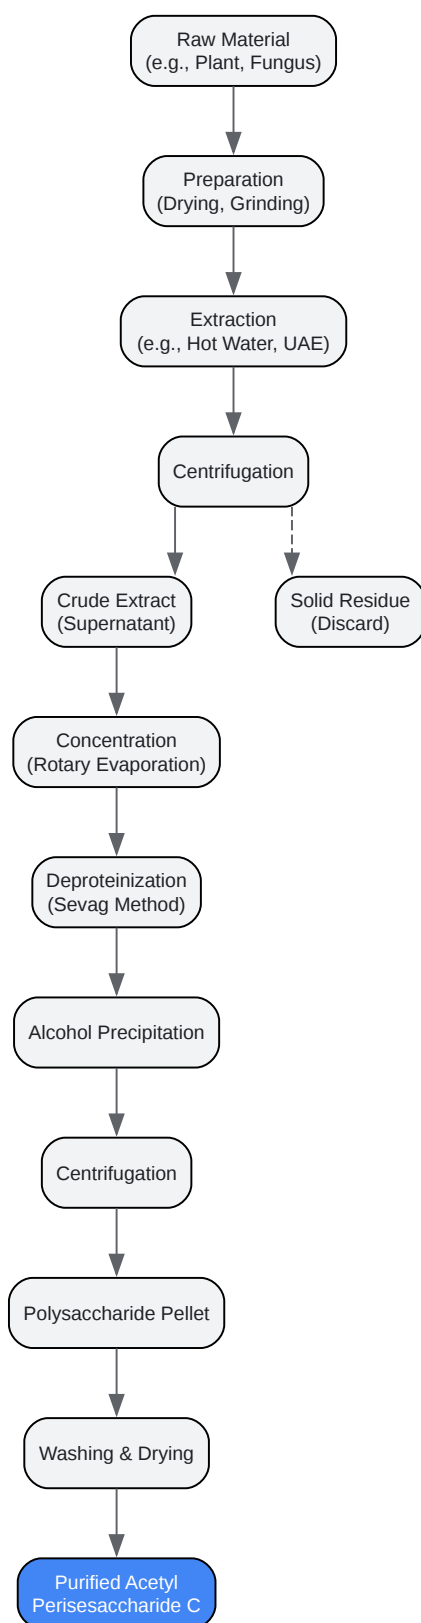 Raw Material
(e.g., Plant, Fungus)
Preparation
(Drying, Grinding)
Extraction
(e.g., Hot Water, UAE)
Centrifugation
Crude Extract
(Supernatant)
Solid Residue
(Discard)
Concentration
(Rotary Evaporation)
Deproteinization
(Sevag Method)
Alcohol Precipitation
Centrifugation
Polysaccharide Pellet
Washing & Drying
Purified Acetyl
Perisesaccharide C